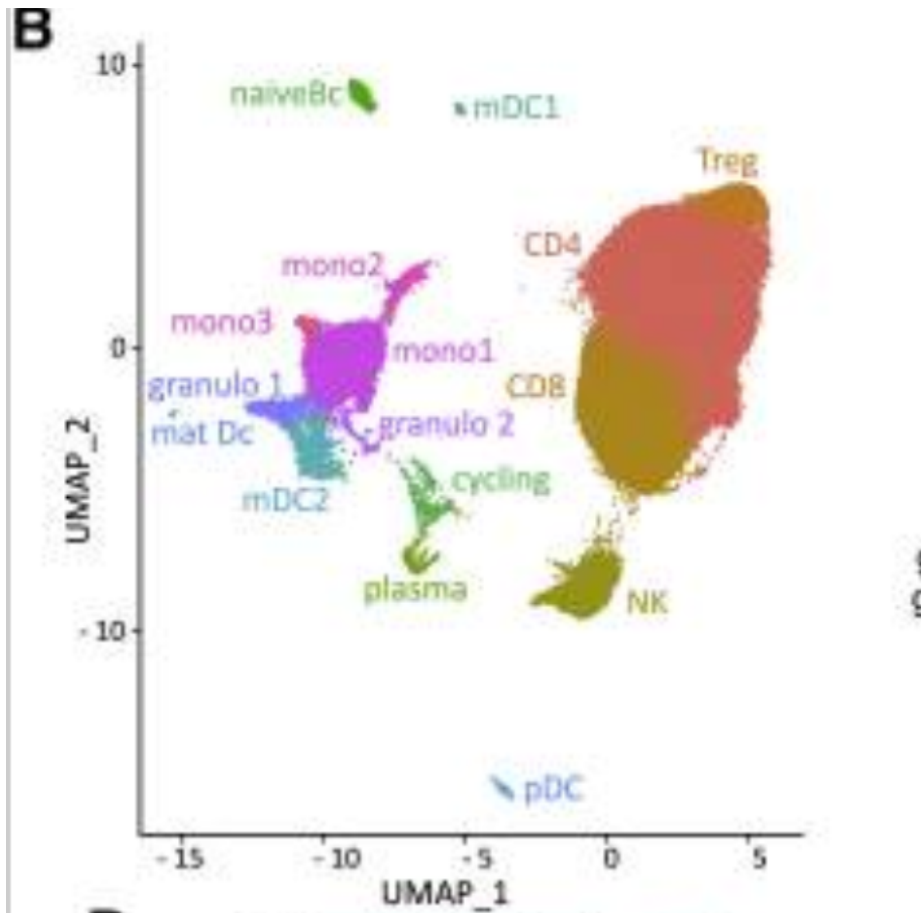 B
10
naiveBc
mDC1
Treg
CD4
mono2
mono3
0
mono1
granulo 1
CD8
mat Dc
granulo 2
cycling
mDC2
UMAP_2
plasma
NK
- 10
pDC
- 15
- 10
- 5
0
5
UMAP_1